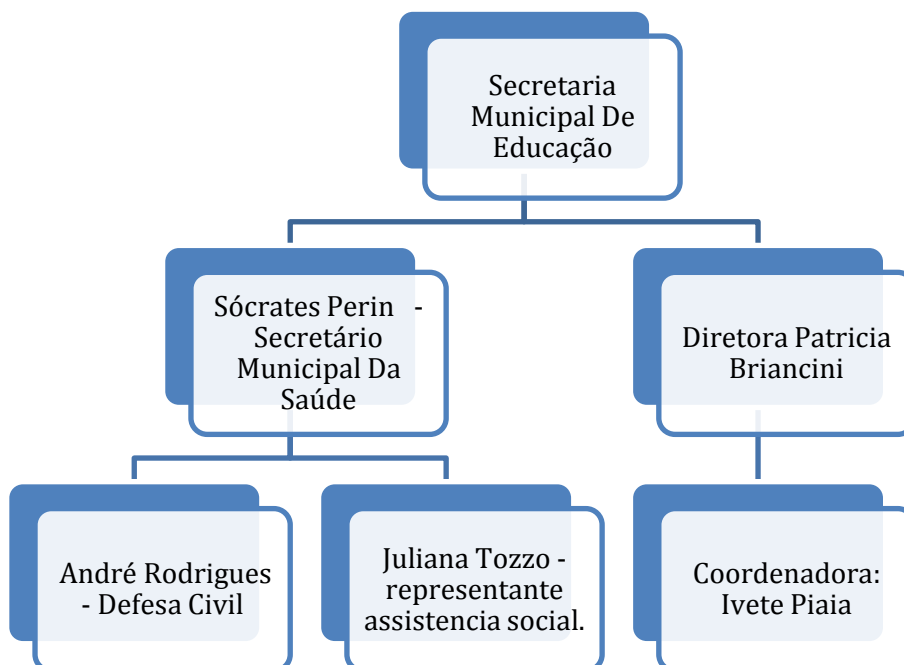 Secretaria
Municipal De
Educação
Sócrates Perin -
Secretário
Municipal Da
Saúde
Diretora Patricia
Briancini
André Rodrigues
- Defesa Civil
Juliana Tozzo -
representante
assistencia social.
Coordenadora:
Ivete Piaia